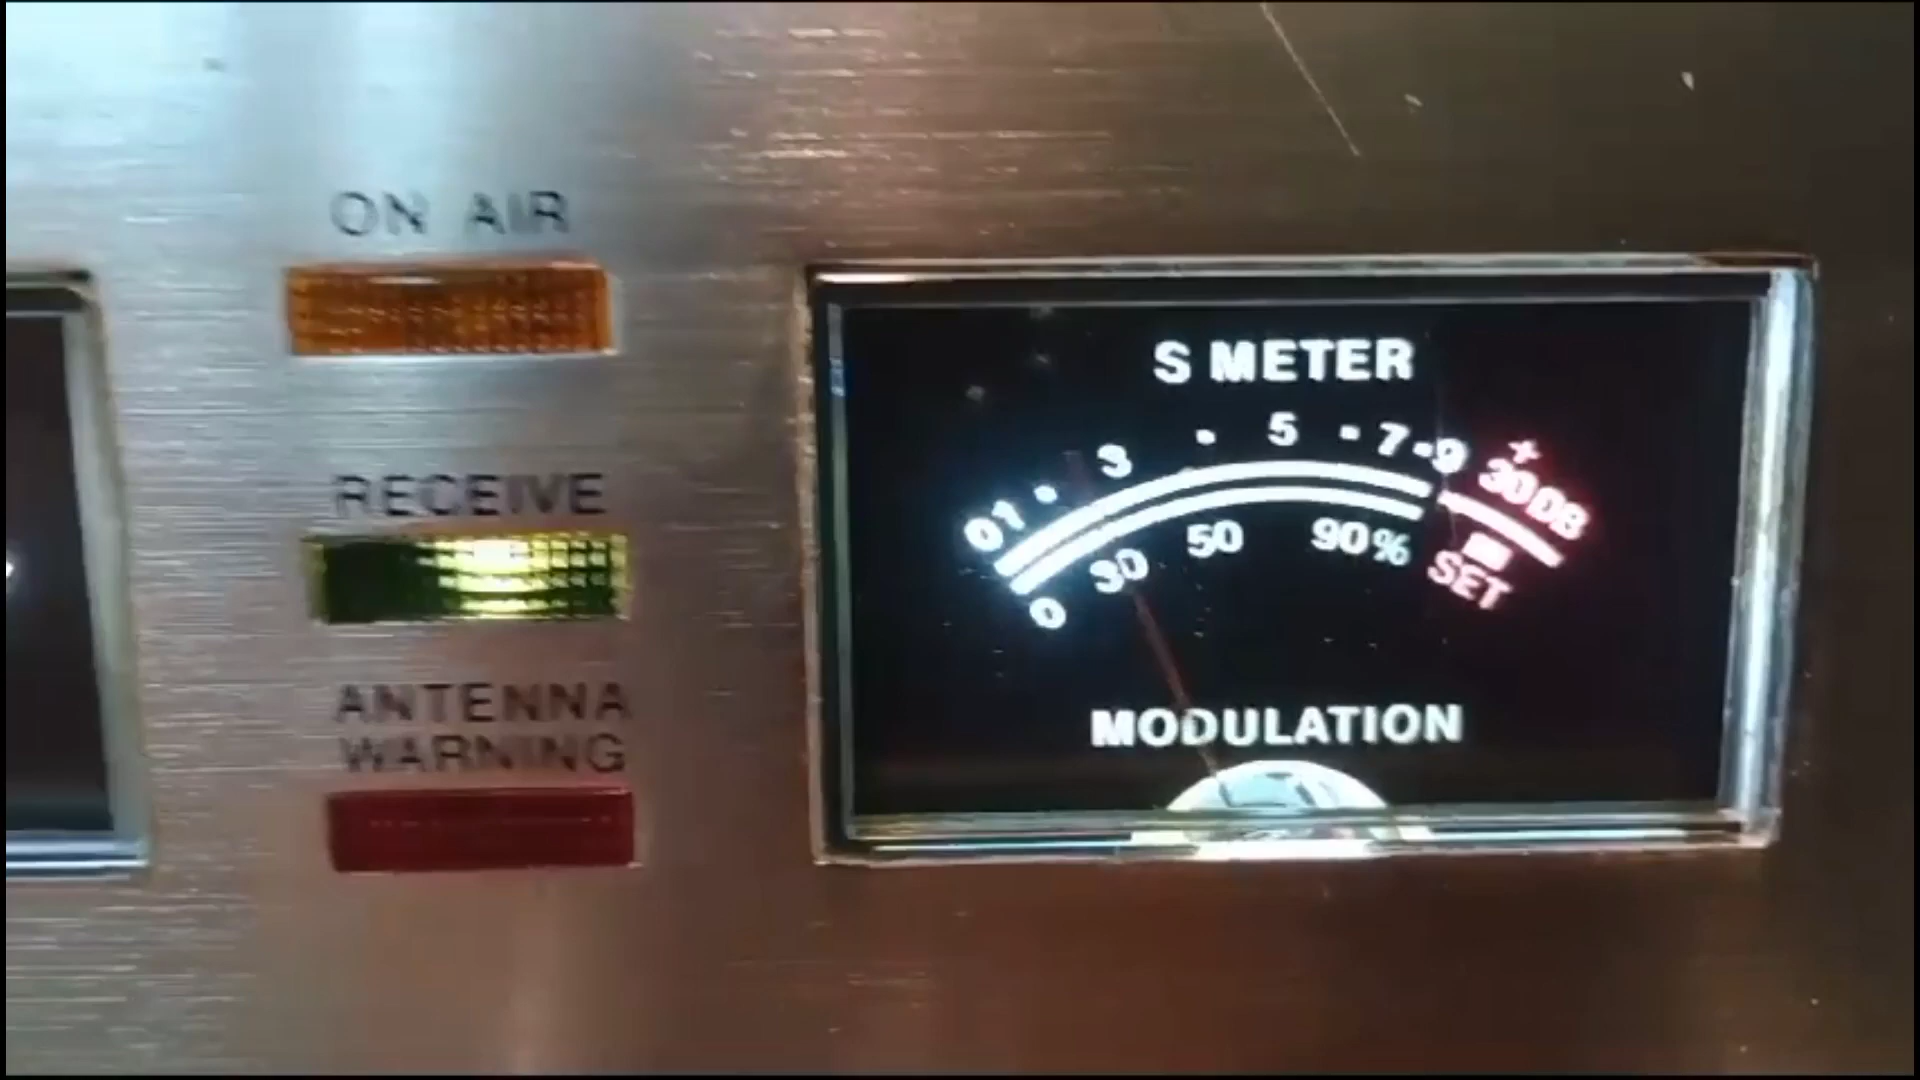 ON AIR
RECEIVE
ANTENNA
WARNING
S METER
0 1 • 3 • 5 • 7 • 9 + 30DB
0 30 50 90% SET
MODULATION